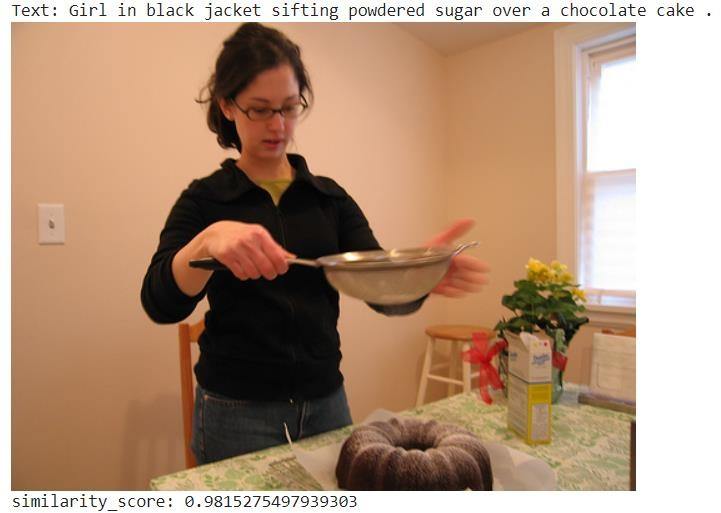 Text: Girl in black jacket sifting powdered sugar over a chocolate cake .
similarity_score: 0.9815275497939303